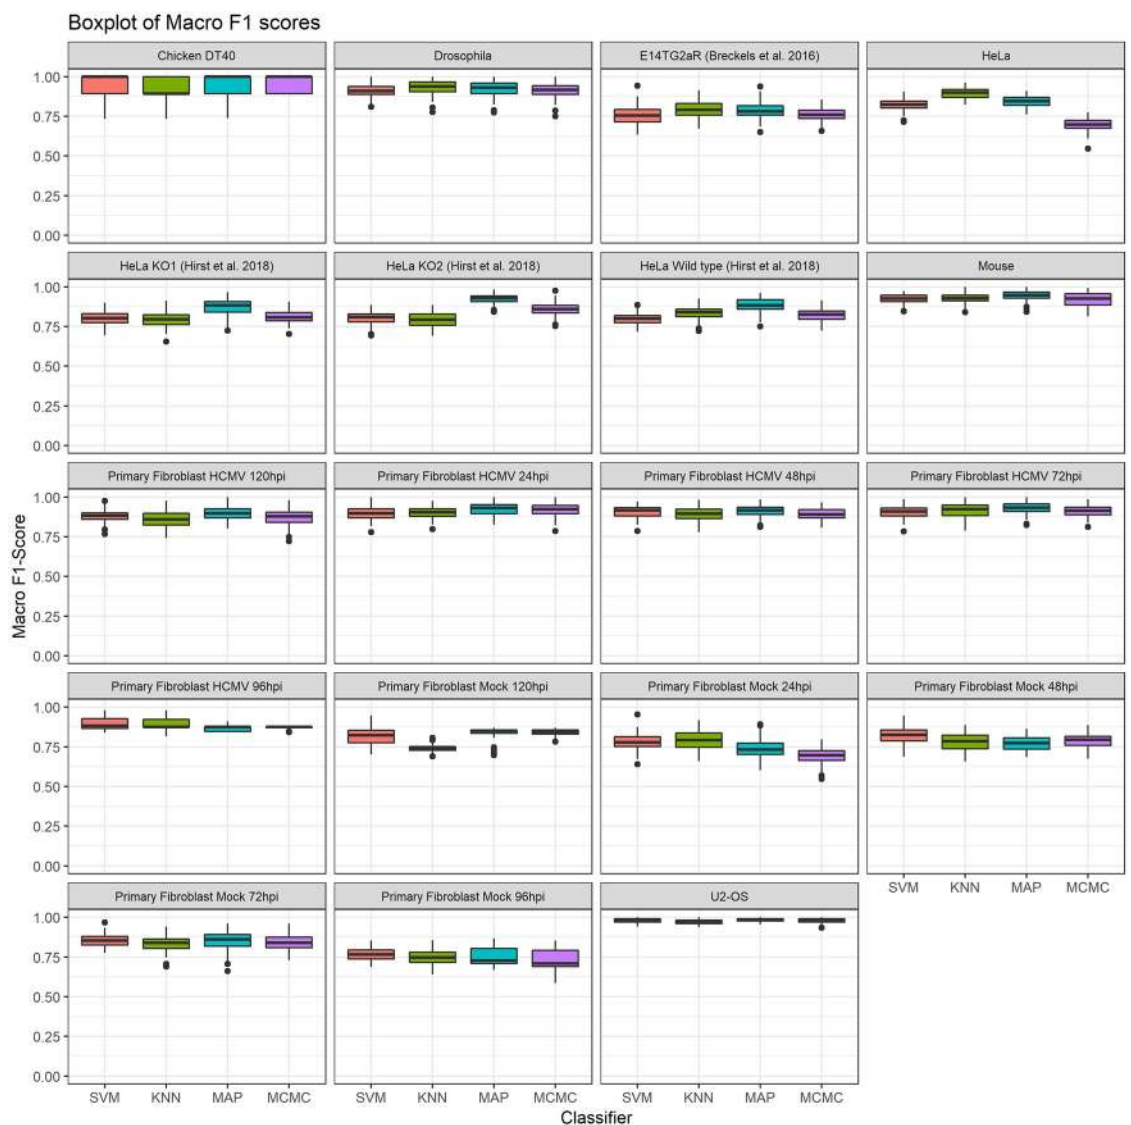 Boxplot of Macro F1 scores
Chicken DT40
Drosophila
E14TG2aR (Breckels et al. 2016)
HeLa
1.00
0.75
0.50
0.25
0.00
HeLa KO1 (Hirst et al. 2018)
HeLa KO2 (Hirst et al. 2018)
HeLa Wild type (Hirst et al. 2018)
Mouse
1.00
0.75
0.50
0.25
0.00
Primary Fibroblast HCMV 120hpi
Primary Fibroblast HCMV 24hpi
Primary Fibroblast HCMV 48hpi
Primary Fibroblast HCMV 72hpi
1.00
0.75
0.50
0.25
0.00
Macro F1-Score
Primary Fibroblast HCMV 96hpi
Primary Fibroblast Mock 120hpi
Primary Fibroblast Mock 24hpi
Primary Fibroblast Mock 48hpi
1.00
0.75
0.50
0.25
0.00
SVM KNN MAP MCMC
Primary Fibroblast Mock 72hpi
Primary Fibroblast Mock 96hpi
U2-OS
1.00
0.75
0.50
0.25
0.00
SVM KNN MAP MCMC
SVM KNN MAP MCMC
SVM KNN MAP MCMC
Classifier